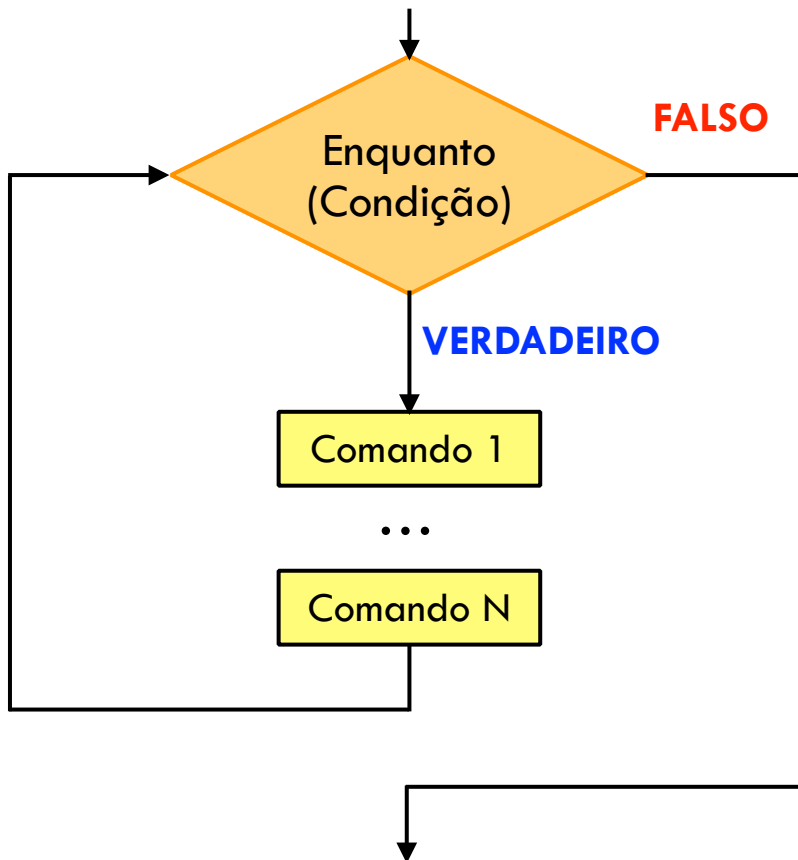 FALSO
Enquanto
(Condição)
VERDADEIRO
Comando 1
...
Comando N